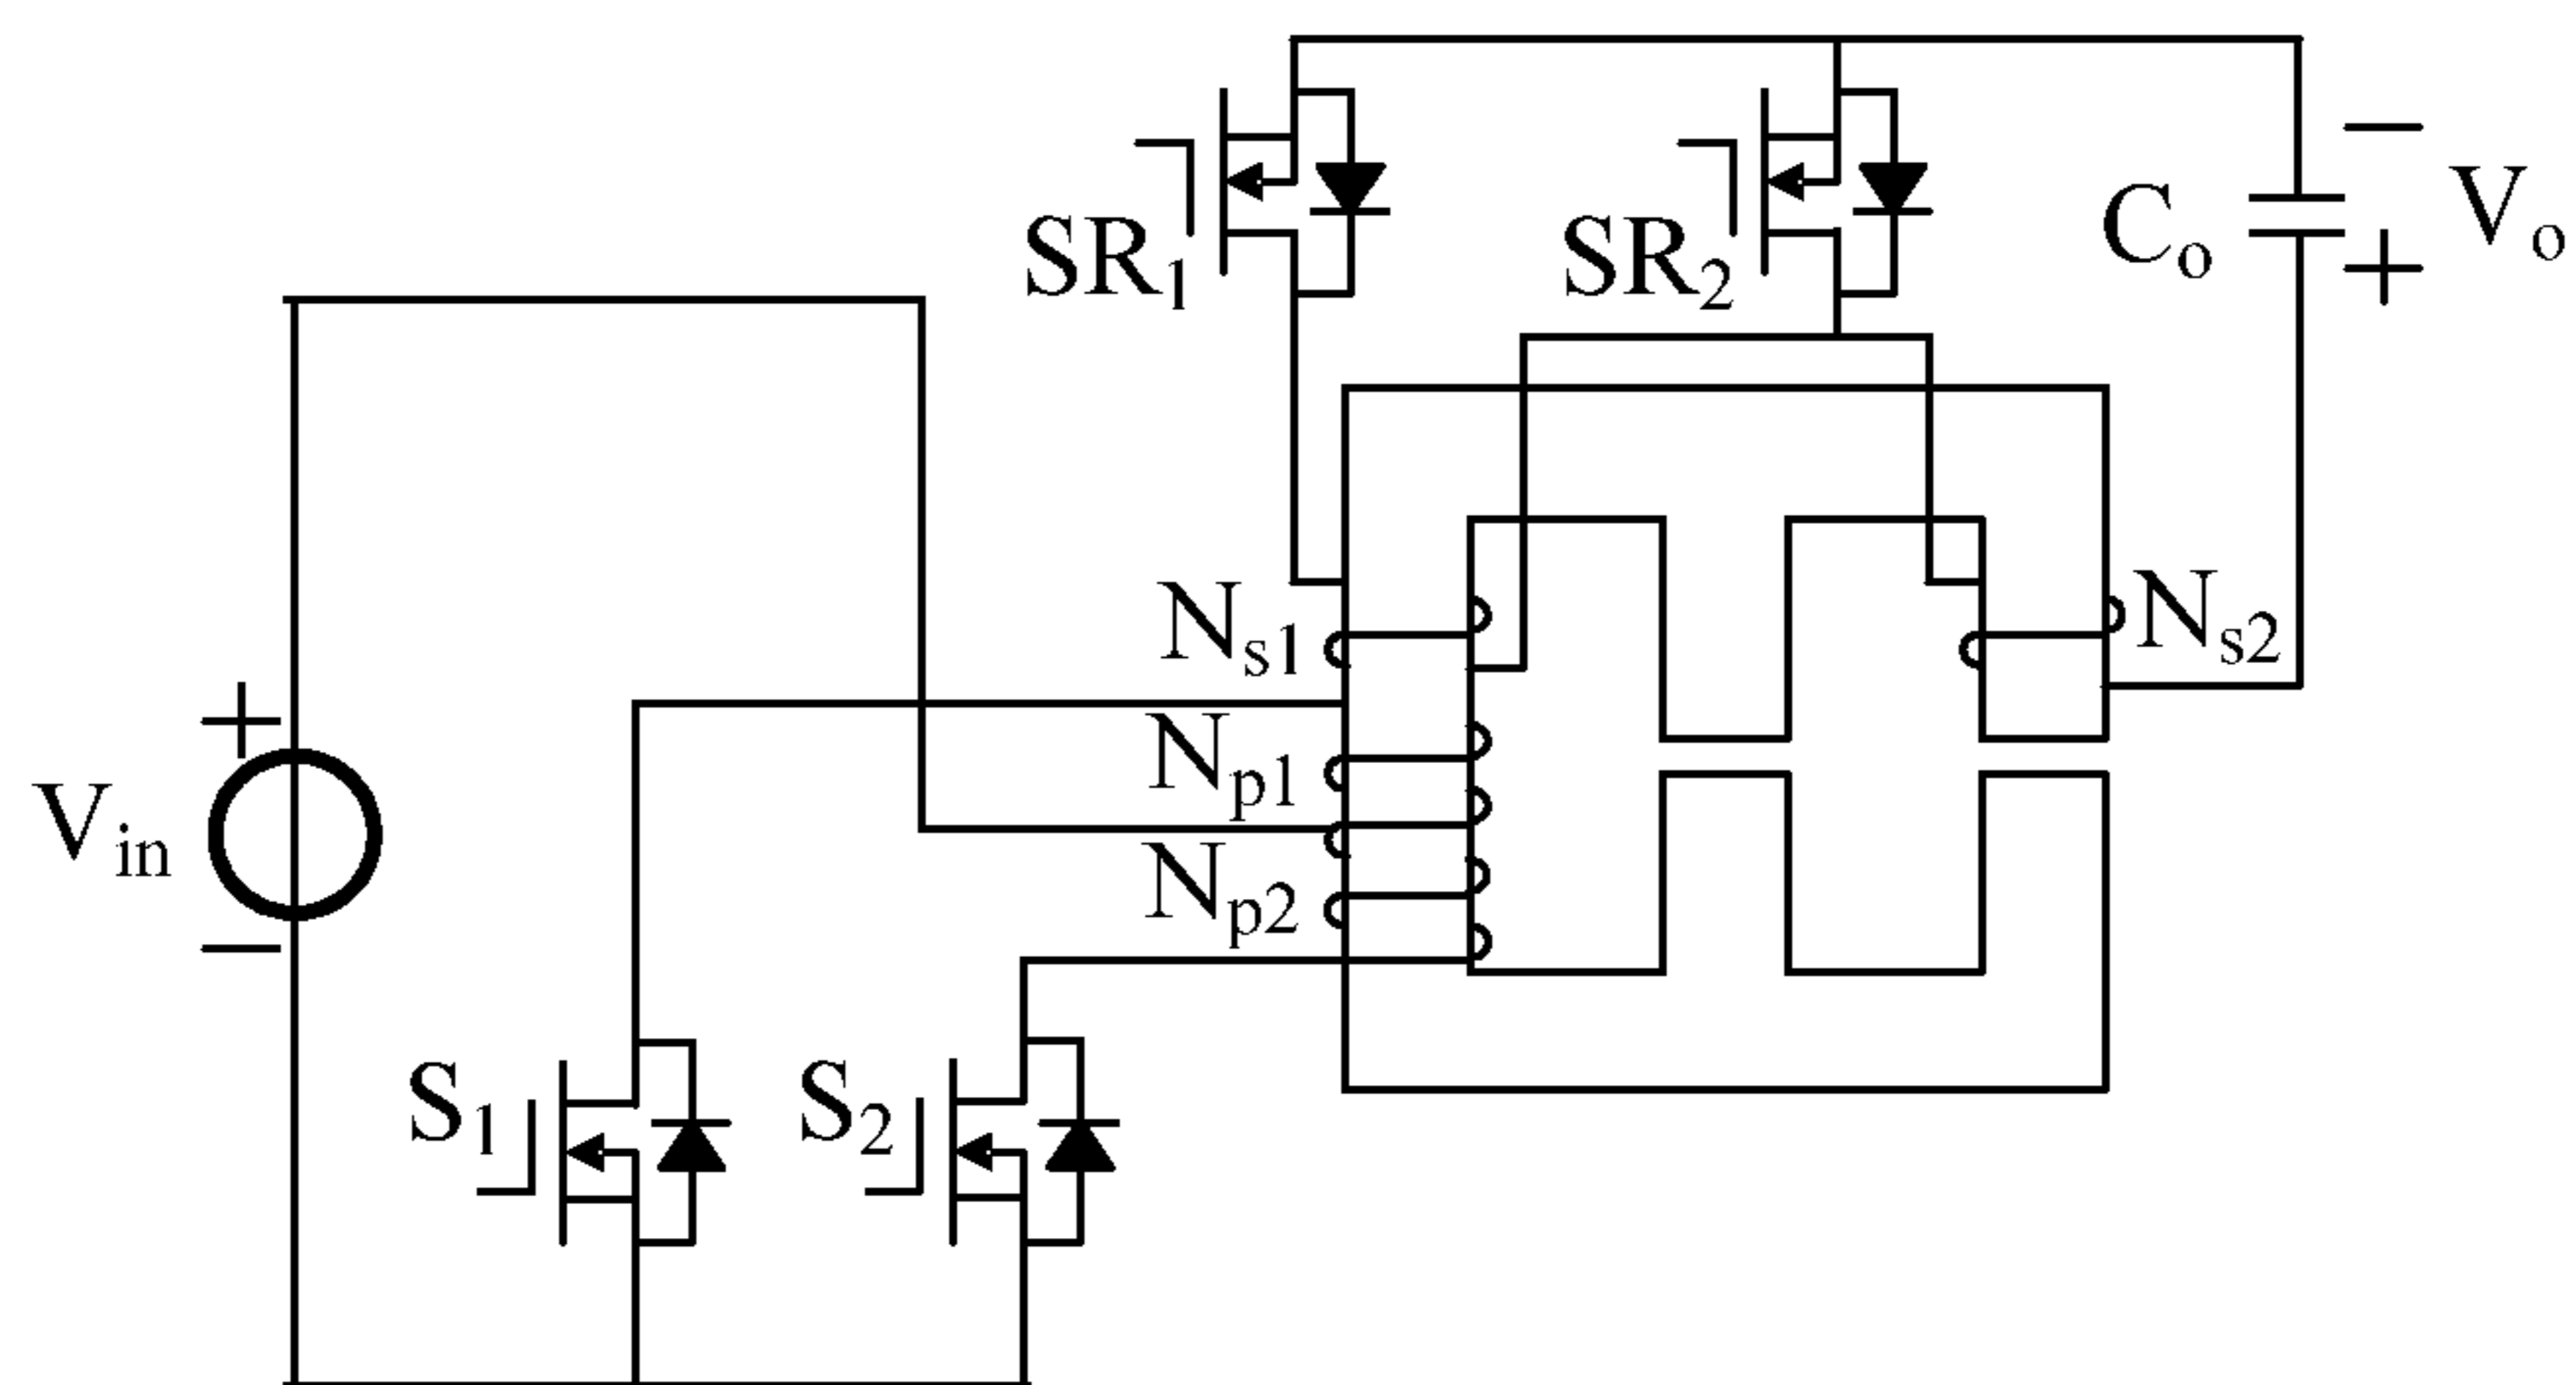 SR₁
SR₂
−
Cₒ
Vₒ
+
Nₛ₁
Nₛ₂
+
Nₚ₁
Vᵢₙ
Nₚ₂
−
S₁
S₂